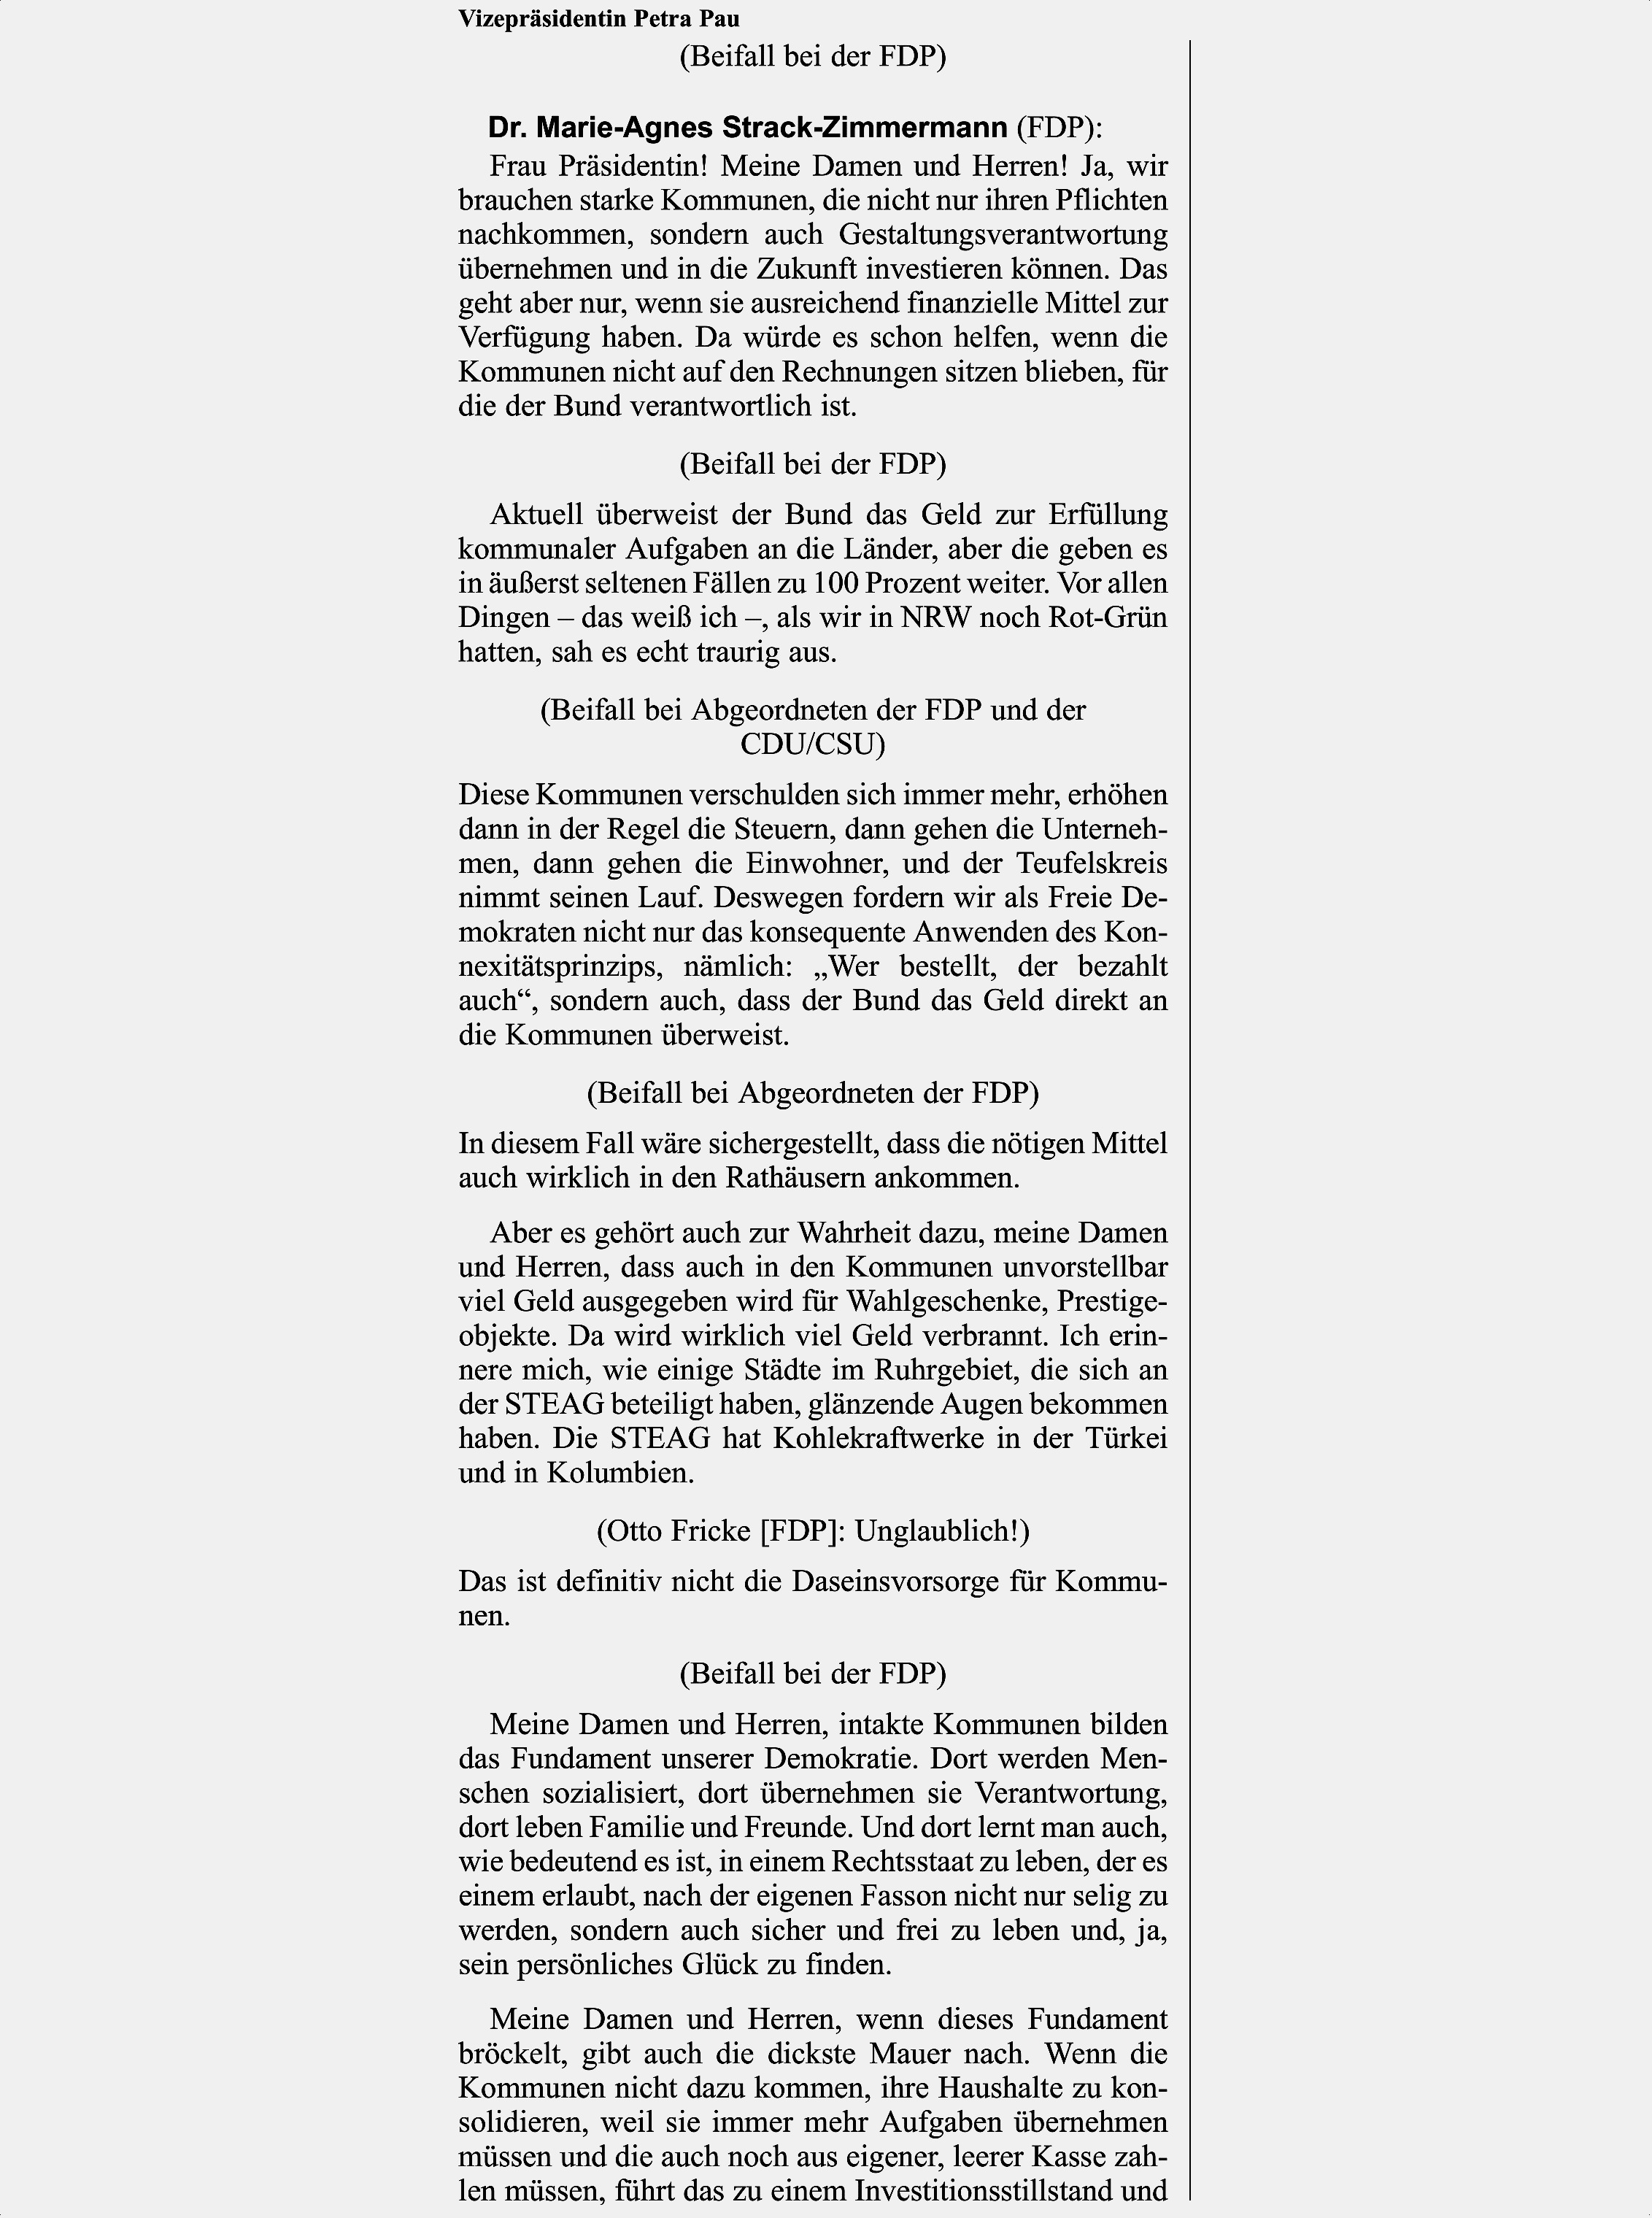 Vizepräsidentin Petra Pau
(Beifall bei der FDP)
Dr. Marie-Agnes Strack-Zimmermann (FDP):
Frau Präsidentin! Meine Damen und Herren! Ja, wir
brauchen starke Kommunen, die nicht nur ihren Pflichten
nachkommen, sondern auch Gestaltungsverantwortung
übernehmen und in die Zukunft investieren können. Das
geht aber nur, wenn sie ausreichend finanzielle Mittel zur
Verfügung haben. Da würde es schon helfen, wenn die
Kommunen nicht auf den Rechnungen sitzen blieben, für
die der Bund verantwortlich ist.
(Beifall bei der FDP)
Aktuell überweist der Bund das Geld zur Erfüllung
kommunaler Aufgaben an die Länder, aber die geben es
in äußerst seltenen Fällen zu 100 Prozent weiter. Vor allen
Dingen – das weiß ich –, als wir in NRW noch Rot-Grün
hatten, sah es echt traurig aus.
(Beifall bei Abgeordneten der FDP und der
CDU/CSU)
Diese Kommunen verschulden sich immer mehr, erhöhen
dann in der Regel die Steuern, dann gehen die Unterneh-
men, dann gehen die Einwohner, und der Teufelskreis
nimmt seinen Lauf. Deswegen fordern wir als Freie De-
mokraten nicht nur das konsequente Anwenden des Kon-
nexitätsprinzips, nämlich: „Wer bestellt, der bezahlt
auch“, sondern auch, dass der Bund das Geld direkt an
die Kommunen überweist.
(Beifall bei Abgeordneten der FDP)
In diesem Fall wäre sichergestellt, dass die nötigen Mittel
auch wirklich in den Rathäusern ankommen.
Aber es gehört auch zur Wahrheit dazu, meine Damen
und Herren, dass auch in den Kommunen unvorstellbar
viel Geld ausgegeben wird für Wahlgeschenke, Prestige-
objekte. Da wird wirklich viel Geld verbrannt. Ich erin-
nere mich, wie einige Städte im Ruhrgebiet, die sich an
der STEAG beteiligt haben, glänzende Augen bekommen
haben. Die STEAG hat Kohlekraftwerke in der Türkei
und in Kolumbien.
(Otto Fricke [FDP]: Unglaublich!)
Das ist definitiv nicht die Daseinsvorsorge für Kommu-
nen.
(Beifall bei der FDP)
Meine Damen und Herren, intakte Kommunen bilden
das Fundament unserer Demokratie. Dort werden Men-
schen sozialisiert, dort übernehmen sie Verantwortung,
dort leben Familie und Freunde. Und dort lernt man auch,
wie bedeutend es ist, in einem Rechtsstaat zu leben, der es
einem erlaubt, nach der eigenen Fasson nicht nur selig zu
werden, sondern auch sicher und frei zu leben und, ja,
sein persönliches Glück zu finden.
Meine Damen und Herren, wenn dieses Fundament
bröckelt, gibt auch die dickste Mauer nach. Wenn die
Kommunen nicht dazu kommen, ihre Haushalte zu kon-
solidieren, weil sie immer mehr Aufgaben übernehmen
müssen und die auch noch aus eigener, leerer Kasse zah-
len müssen, führt das zu einem Investitionsstillstand und